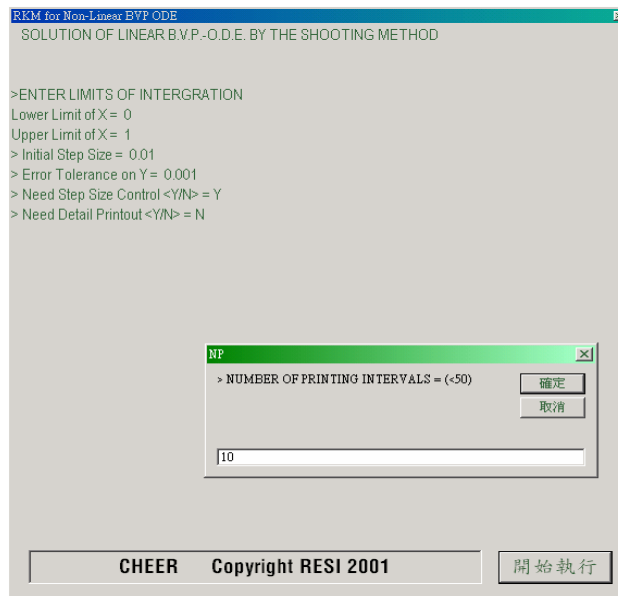 RKM for Non-Linear BVP ODE
SOLUTION OF LINEAR B.V.P.-O.D.E. BY THE SHOOTING METHOD
>ENTER LIMITS OF INTERGRATION
Lower Limit of X = 0
Upper Limit of X = 1
> Initial Step Size = 0.01
> Error Tolerance on Y = 0.001
> Need Step Size Control <Y/N> = Y
> Need Detail Printout <Y/N> = N
NP
> NUMBER OF PRINTING INTERVALS = (<50)
確定
取消
10
CHEER Copyright RESI 2001
開始執行